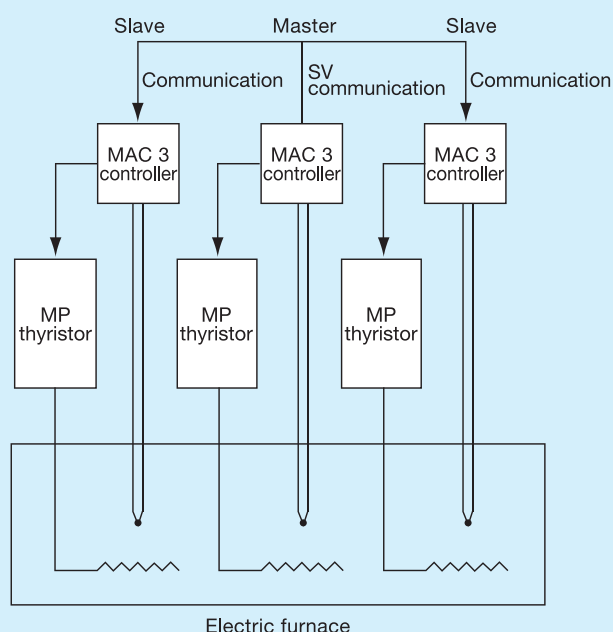 Slave
Master
Slave
Communication
SV
communication
Communication
MAC 3
controller
MAC 3
controller
MAC 3
controller
MP
thyristor
MP
thyristor
MP
thyristor
Electric furnace